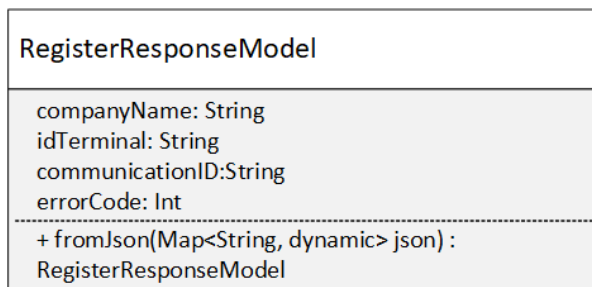 RegisterResponseModel
companyName: String
idTerminal: String
communicationID:String
errorCode: Int
+ fromJson(Map<String, dynamic> json) :
RegisterResponseModel